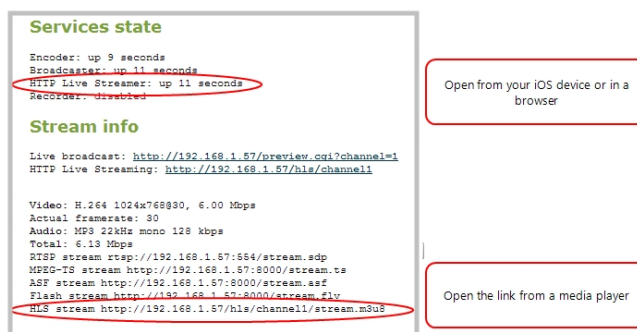 Services state
Encoder: up 9 seconds
Broadcaster: up 11 seconds
HTTP Live Streamer: up 11 seconds
Recorder: disabled
Open from your iOS device or in a
browser
Stream info
Live broadcast: http://192.168.1.57/preview.cgi?channel=1
HTTP Live Streaming: http://192.168.1.57/hls/channel1
Video: H.264 1024x768@30, 6.00 Mbps
Actual framerate: 30
Audio: MP3 22kHz mono 128 kbps
Total: 6.13 Mbps
RTSP stream rtsp://192.168.1.57:554/stream.sdp
MPEG-TS stream http://192.168.1.57:8000/stream.ts
ASF stream http://192.168.1.57:8000/stream.asf
Flash stream http://192.168.1.57:8000/stream.flv
HLS stream http://192.168.1.57/hls/channel1/stream.m3u8
Open the link from a media player